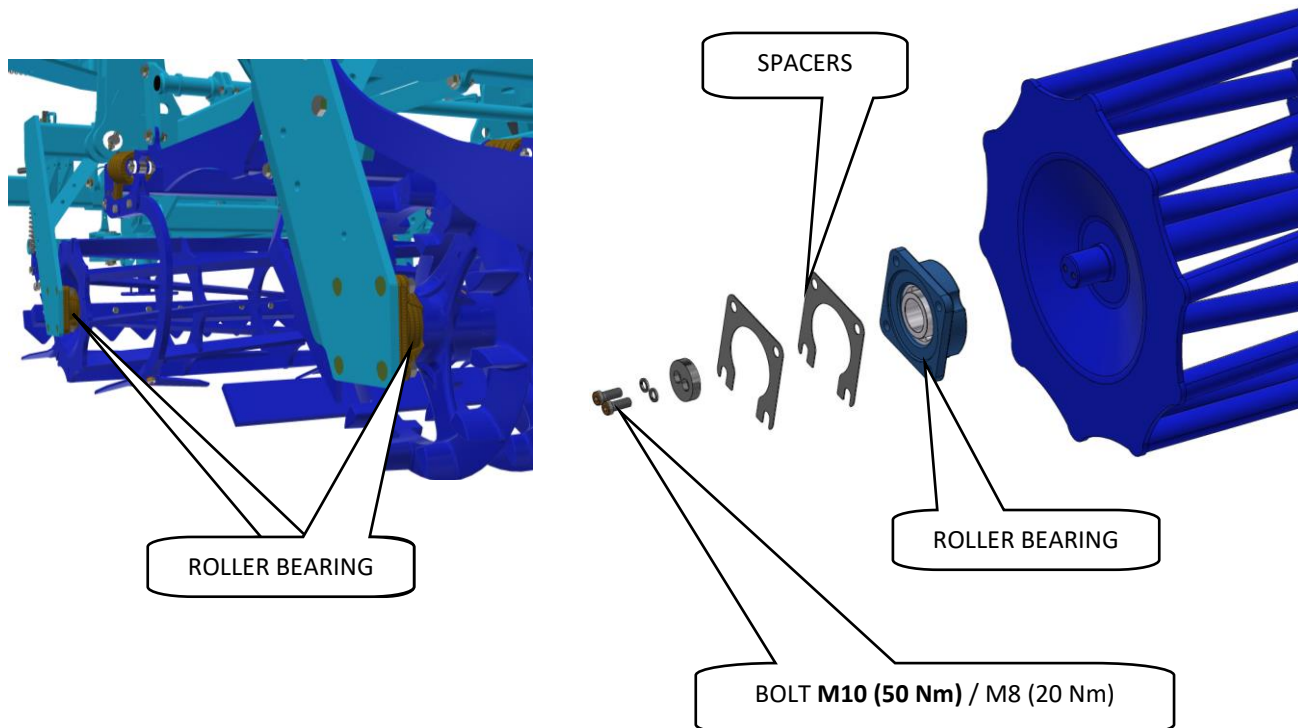 SPACERS
ROLLER BEARING
ROLLER BEARING
BOLT M10 (50 Nm) / M8 (20 Nm)